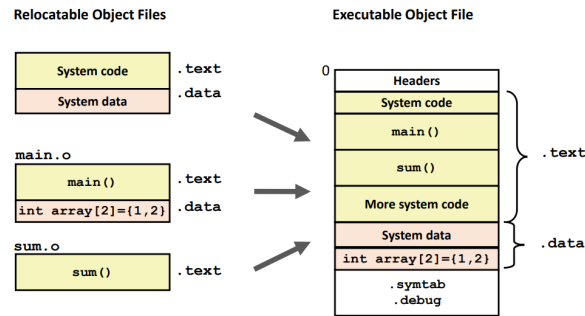 Relocatable Object Files
System code
.text
System data
.data
main.o
main()
.text
int array[2]={1,2}
.data
sum.o
sum()
.text
Executable Object File
0
Headers
System code
main()
sum()
More system code
.text
System data
int array[2]={1,2}
.data
.symtab
.debug